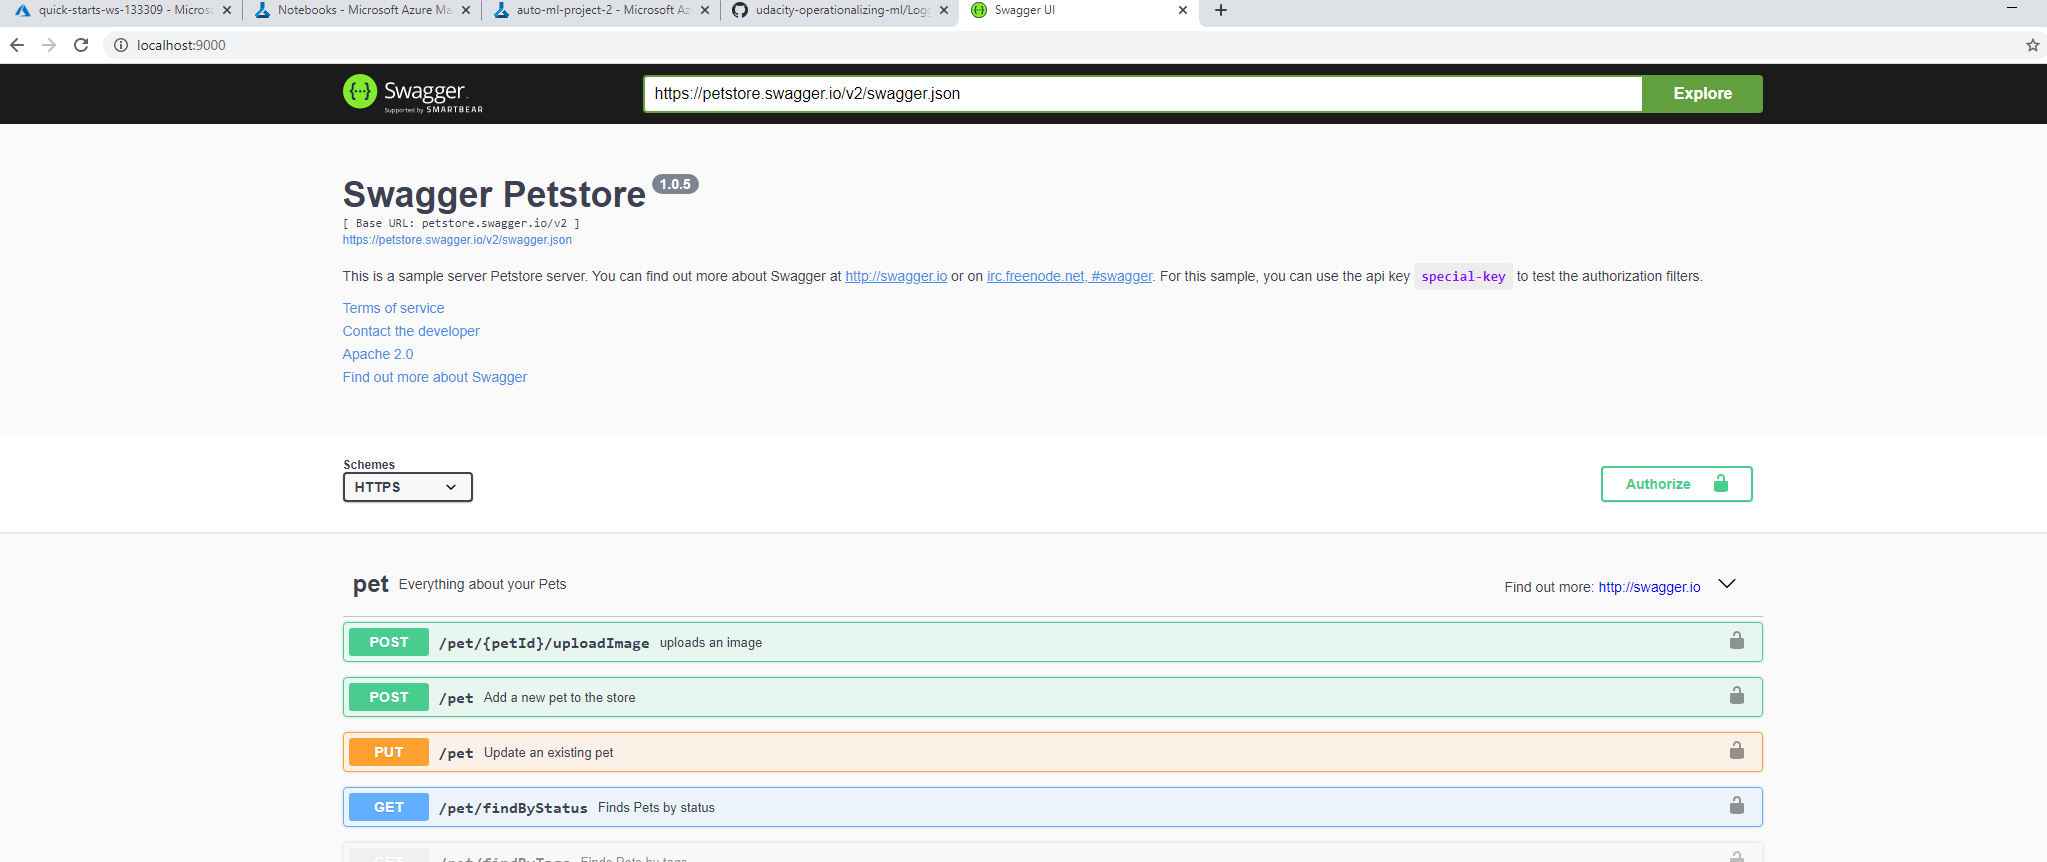 quick-starts-ws-133309 - Micros
Notebooks - Microsoft Azure Ma
auto-ml-project-2 - Microsoft Az
udacity-operationalizing-ml/Logg
Swagger UI
localhost:9000
Swagger
Supported by SMARTBEAR
https://petstore.swagger.io/v2/swagger.json
Explore
Swagger Petstore 1.0.5
[ Base URL: petstore.swagger.io/v2 ]
https://petstore.swagger.io/v2/swagger.json
This is a sample server Petstore server. You can find out more about Swagger at http://swagger.io or on irc.freenode.net, #swagger. For this sample, you can use the api key special-key to test the authorization filters.
Terms of service
Contact the developer
Apache 2.0
Find out more about Swagger
Schemes
HTTPS
Authorize
pet Everything about your Pets
Find out more: http://swagger.io
POST /pet/{petId}/uploadImage uploads an image
POST /pet Add a new pet to the store
PUT /pet Update an existing pet
GET /pet/findByStatus Finds Pets by status
GET /pet/findByTags Finds Pets by tags